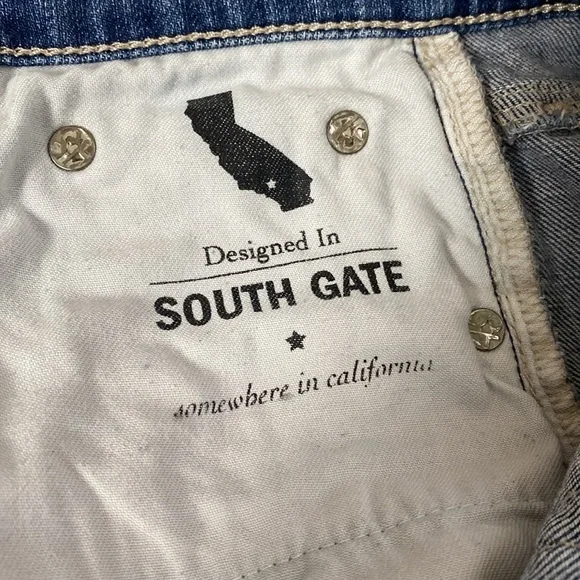 Designed In
SOUTH GATE
somewhere in california